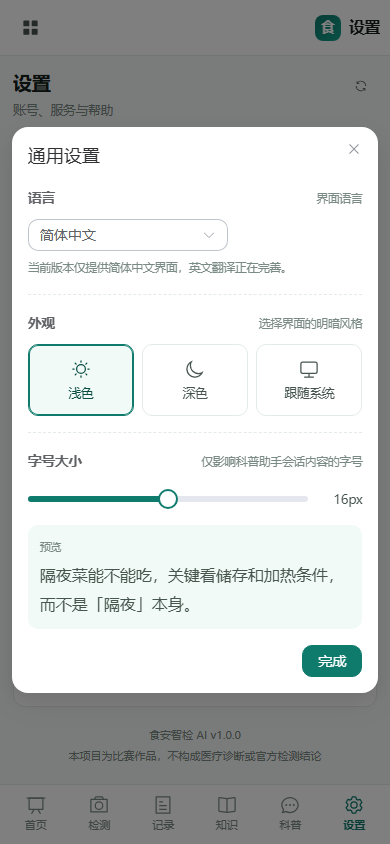 食 设置
设置
账号、服务与帮助
通用设置
语言 界面语言
简体中文
当前版本仅提供简体中文界面，英文翻译正在完善。
外观 选择界面的明暗风格
浅色 深色 跟随系统
字号大小 仅影响科普助手会话内容的字号
16px
预览
隔夜菜能不能吃，关键看储存和加热条件，
而不是「隔夜」本身。
完成
食安智检 AI v1.0.0
本项目为比赛作品，不构成医疗诊断或官方检测结论
首页 检测 记录 知识 科普 设置